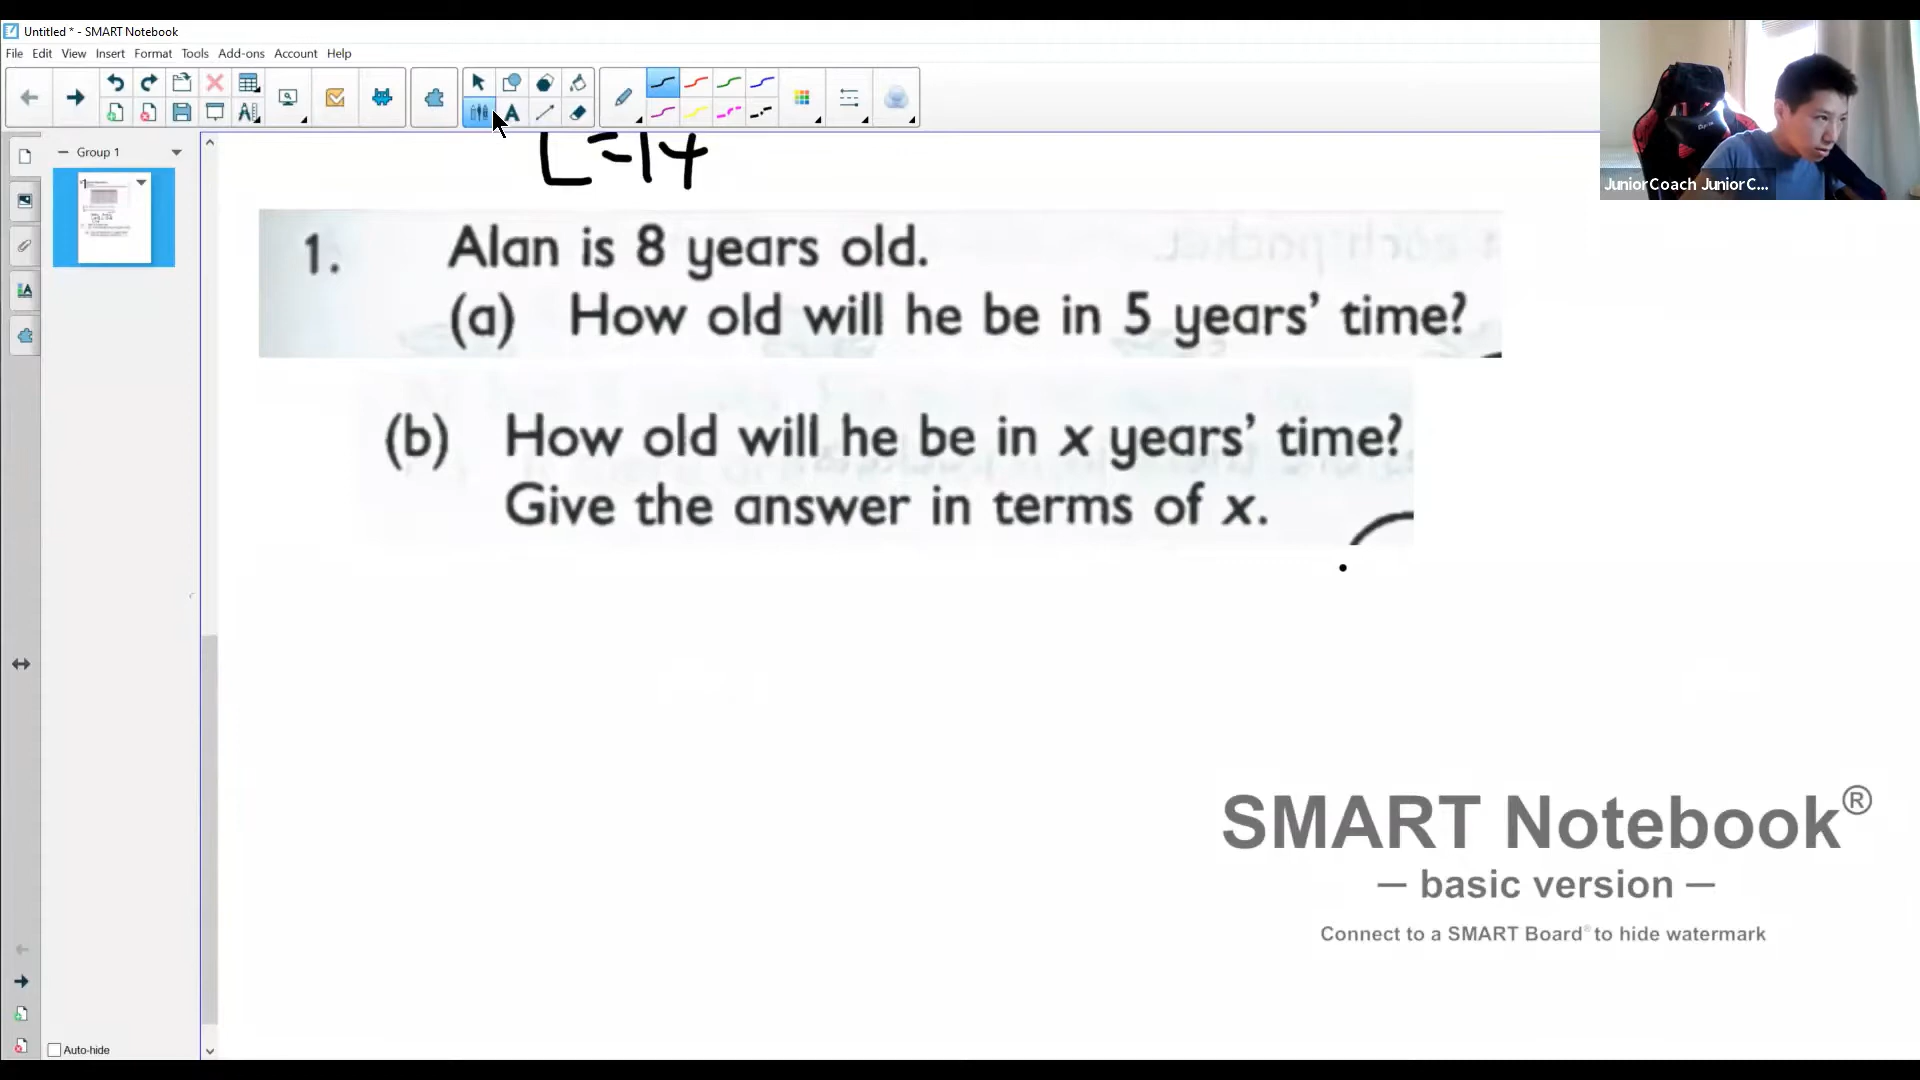 Untitled * - SMART Notebook
File Edit View Insert Format Tools Add-ons Account Help
JuniorCoach JuniorC...
Group 1
L=14
1. Alan is 8 years old.
(a) How old will he be in 5 years' time?
(b) How old will he be in x years' time?
Give the answer in terms of x.
SMART Notebook®
— basic version —
Connect to a SMART Board® to hide watermark
Auto-hide